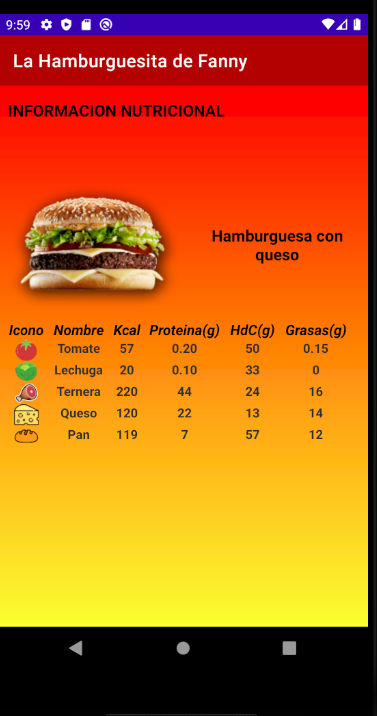 9:59
La Hamburguesita de Fanny
INFORMACION NUTRICIONAL
Hamburguesa con
queso
Icono Nombre Kcal Proteina(g) HdC(g) Grasas(g)
Tomate 57 0.20 50 0.15
Lechuga 20 0.10 33 0
Ternera 220 44 24 16
Queso 120 22 13 14
Pan 119 7 57 12